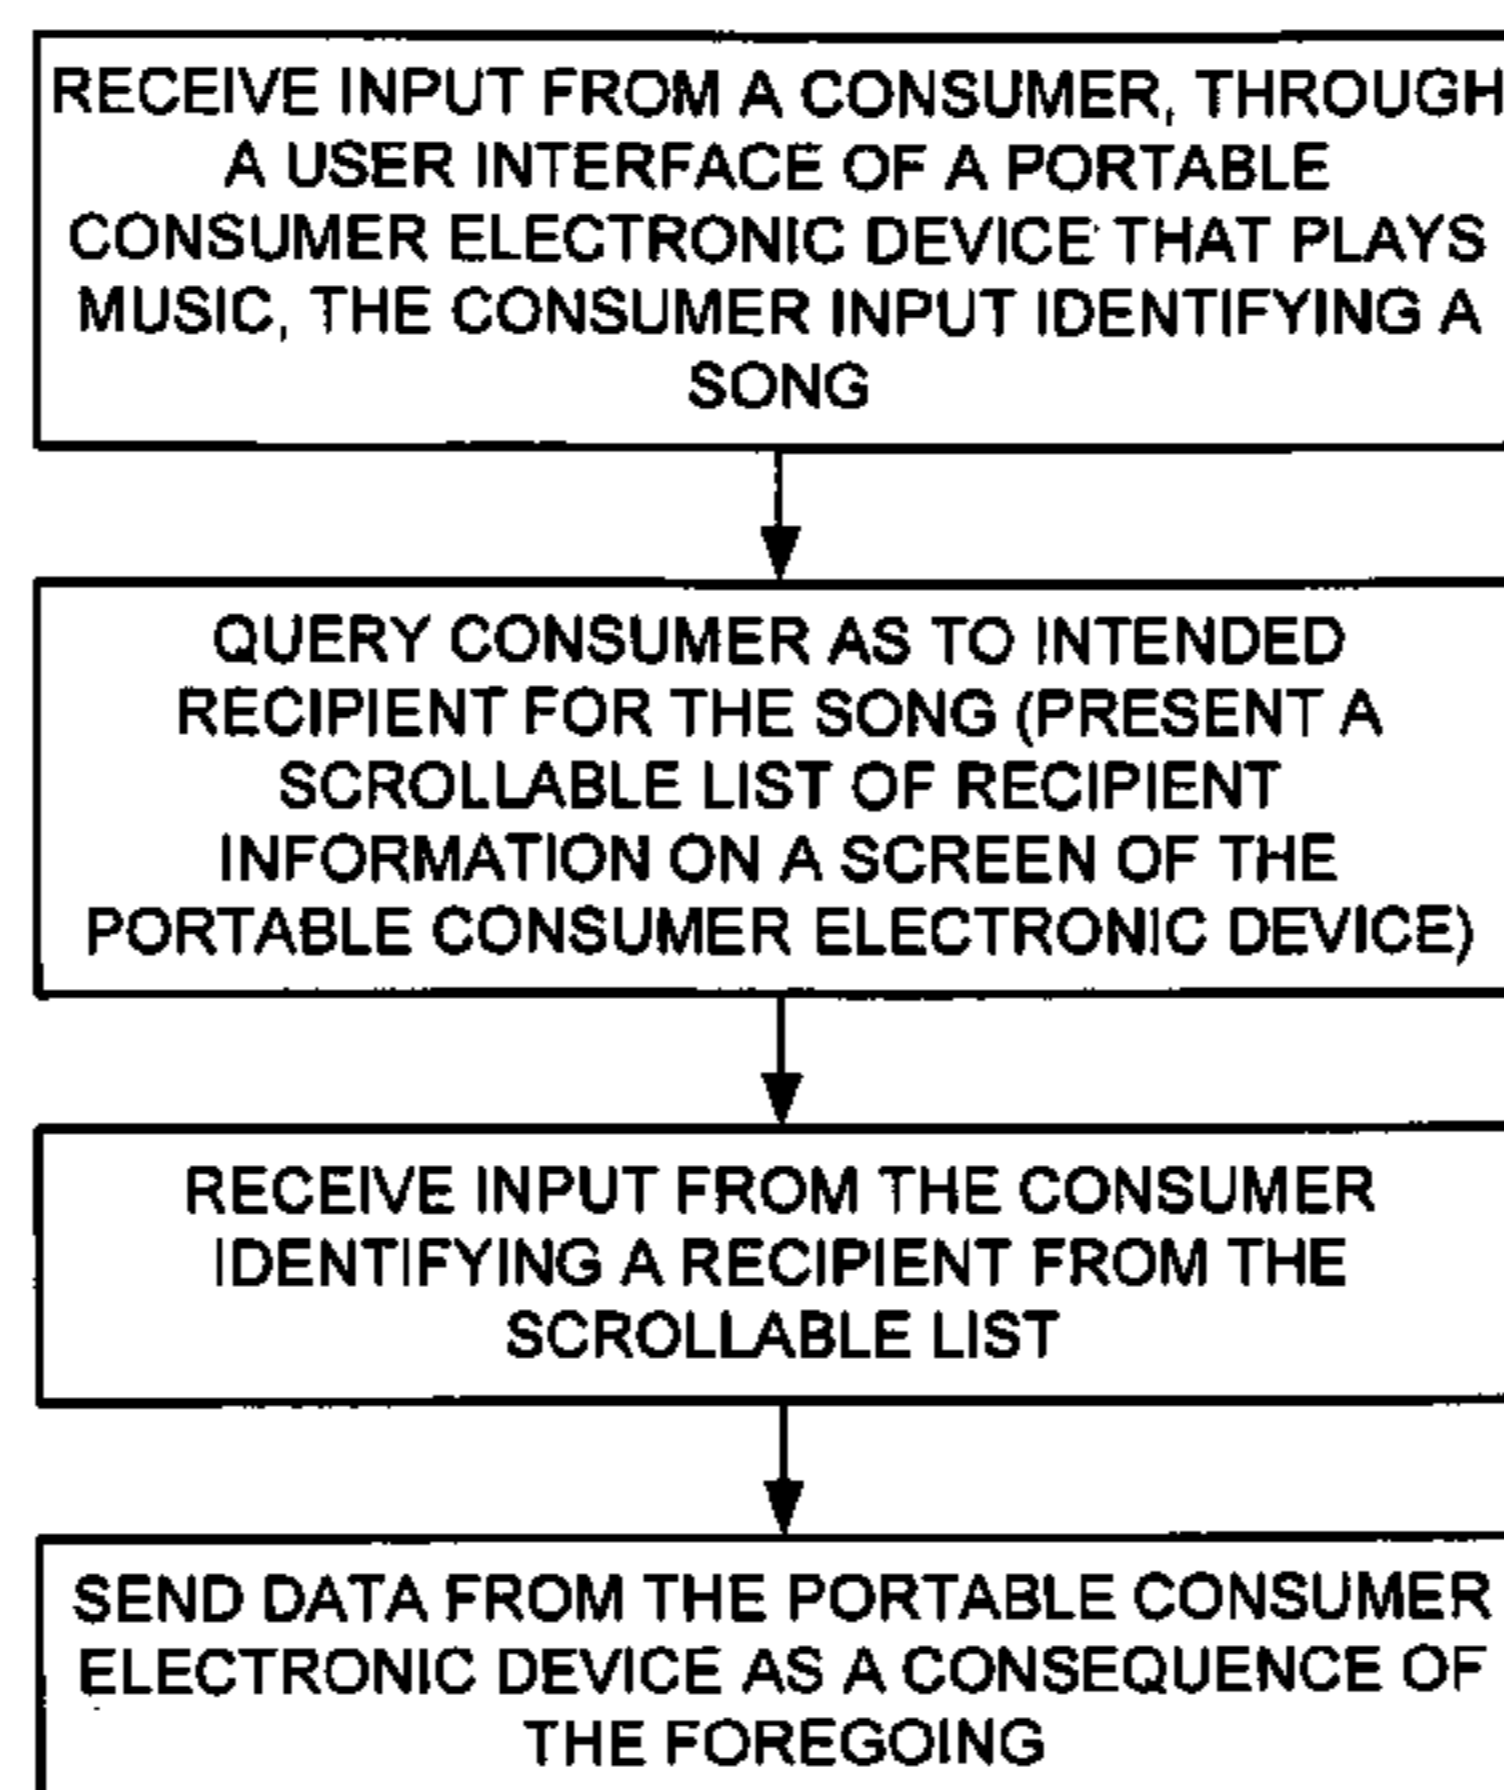 RECEIVE INPUT FROM A CONSUMER, THROUGH
A USER INTERFACE OF A PORTABLE
CONSUMER ELECTRONIC DEVICE THAT PLAYS
MUSIC, THE CONSUMER INPUT IDENTIFYING A
SONG
QUERY CONSUMER AS TO INTENDED
RECIPIENT FOR THE SONG (PRESENT A
SCROLLABLE LIST OF RECIPIENT
INFORMATION ON A SCREEN OF THE
PORTABLE CONSUMER ELECTRONIC DEVICE)
RECEIVE INPUT FROM THE CONSUMER
IDENTIFYING A RECIPIENT FROM THE
SCROLLABLE LIST
SEND DATA FROM THE PORTABLE CONSUMER
ELECTRONIC DEVICE AS A CONSEQUENCE OF
THE FOREGOING